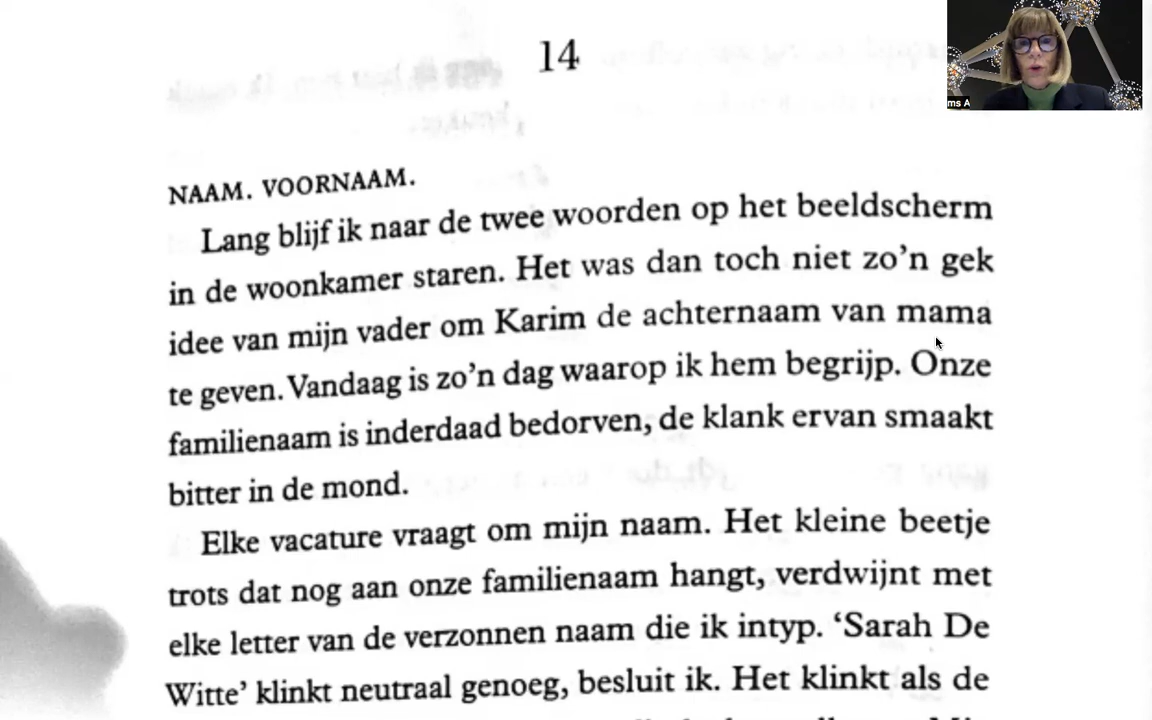 14
ms A
NAAM. VOORNAAM.
Lang blijf ik naar de twee woorden op het beeldscherm
in de woonkamer staren. Het was dan toch niet zo’n gek
idee van mijn vader om Karim de achternaam van mama
te geven. Vandaag is zo’n dag waarop ik hem begrijp. Onze
familienaam is inderdaad bedorven, de klank ervan smaakt
bitter in de mond.
Elke vacature vraagt om mijn naam. Het kleine beetje
trots dat nog aan onze familienaam hangt, verdwijnt met
elke letter van de verzonnen naam die ik intyp. ‘Sarah De
Witte’ klinkt neutraal genoeg, besluit ik. Het klinkt als de